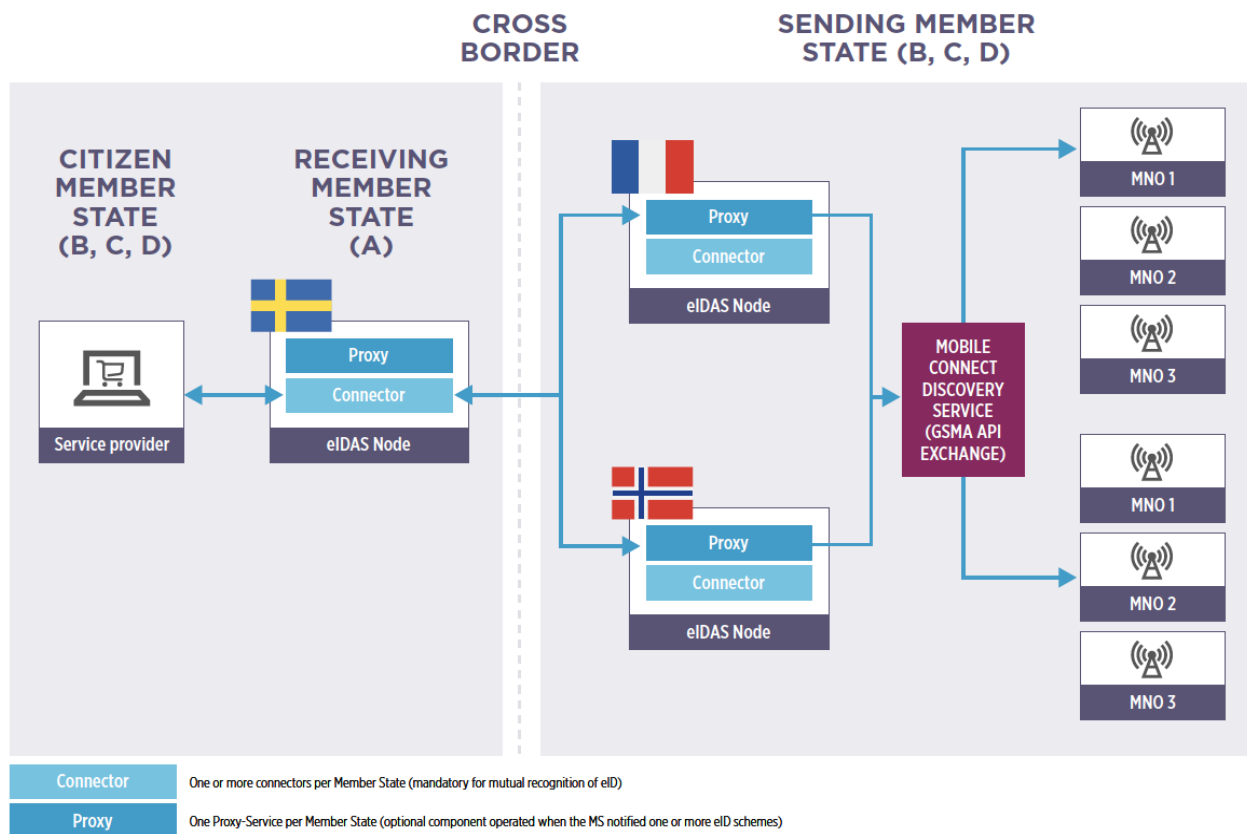 CROSS
BORDER
SENDING MEMBER
STATE (B, C, D)
CITIZEN
MEMBER
STATE
(B, C, D)
RECEIVING
MEMBER
STATE
(A)
Service provider
Proxy
Connector
eIDAS Node
Proxy
Connector
eIDAS Node
Proxy
Connector
eIDAS Node
MOBILE
CONNECT
DISCOVERY
SERVICE
(GSMA API
EXCHANGE)
MNO 1
MNO 2
MNO 3
MNO 1
MNO 2
MNO 3
Connector
One or more connectors per Member State (mandatory for mutual recognition of eID)
Proxy
One Proxy-Service per Member State (optional component operated when the MS notified one or more eID schemes)